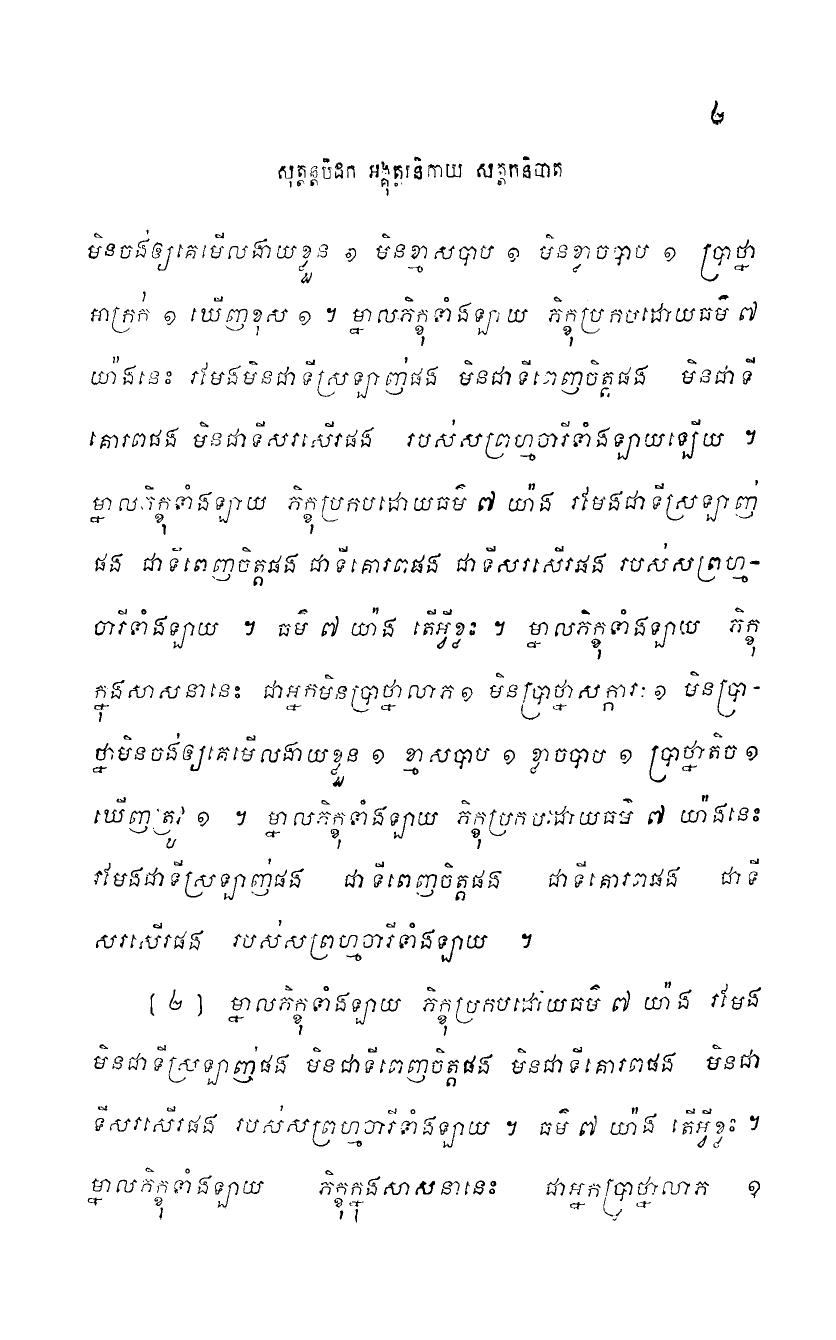 ២
សុត្តន្តបិដក អង្គុត្តរនិកាយ សត្តកនិបាត
មិនចង់ឲ្យគេមើលងាយខ្លួន ១ មិនខ្មាសបាប ១ មិនខ្លាចបាប ១ ប្រាថ្នា
អាក្រក់ ១ ឃើញខុស ១ ។ ម្នាលភិក្ខុទាំងឡាយ ភិក្ខុប្រកបដោយធម៌ ៧
យ៉ាងនេះ រមែងមិនជាទីស្រឡាញ់ផង មិនជាទីពេញចិត្តផង មិនជាទី
គោរពផង មិនជាទីសរសើរផង របស់សព្រហ្មចារីទាំងឡាយឡើយ ។
ម្នាលភិក្ខុទាំងឡាយ ភិក្ខុប្រកបដោយធម៌ ៧ យ៉ាង រមែងជាទីស្រឡាញ់
ផង ជាទីពេញចិត្តផង ជាទីគោរពផង ជាទីសរសើរផង របស់សព្រហ្ម-
ចារីទាំងឡាយ ។ ធម៌ ៧ យ៉ាង តើអ្វីខ្លះ ។ ម្នាលភិក្ខុទាំងឡាយ ភិក្ខុ
ក្នុងសាសនានេះ ជាអ្នកមិនប្រាថ្នាលាភ ១ មិនប្រាថ្នាសក្ការៈ ១ មិនប្រា-
ថ្នាមិនចង់ឲ្យគេមើលងាយខ្លួន ១ ខ្មាសបាប ១ ខ្លាចបាប ១ ប្រាថ្នាតិច ១
ឃើញត្រូវ ១ ។ ម្នាលភិក្ខុទាំងឡាយ ភិក្ខុប្រកបដោយធម៌ ៧ យ៉ាងនេះ
រមែងជាទីស្រឡាញ់ផង ជាទីពេញចិត្តផង ជាទីគោរពផង ជាទី
សរសើរផង របស់សព្រហ្មចារីទាំងឡាយ ។
[ ២ ] ម្នាលភិក្ខុទាំងឡាយ ភិក្ខុប្រកបដោយធម៌ ៧ យ៉ាង រមែង
មិនជាទីស្រឡាញ់ផង មិនជាទីពេញចិត្តផង មិនជាទីគោរពផង មិនជា
ទីសរសើរផង របស់សព្រហ្មចារីទាំងឡាយ ។ ធម៌ ៧ យ៉ាង តើអ្វីខ្លះ ។
ម្នាលភិក្ខុទាំងឡាយ ភិក្ខុក្នុងសាសនានេះ ជាអ្នកប្រាថ្នាលាភ ១